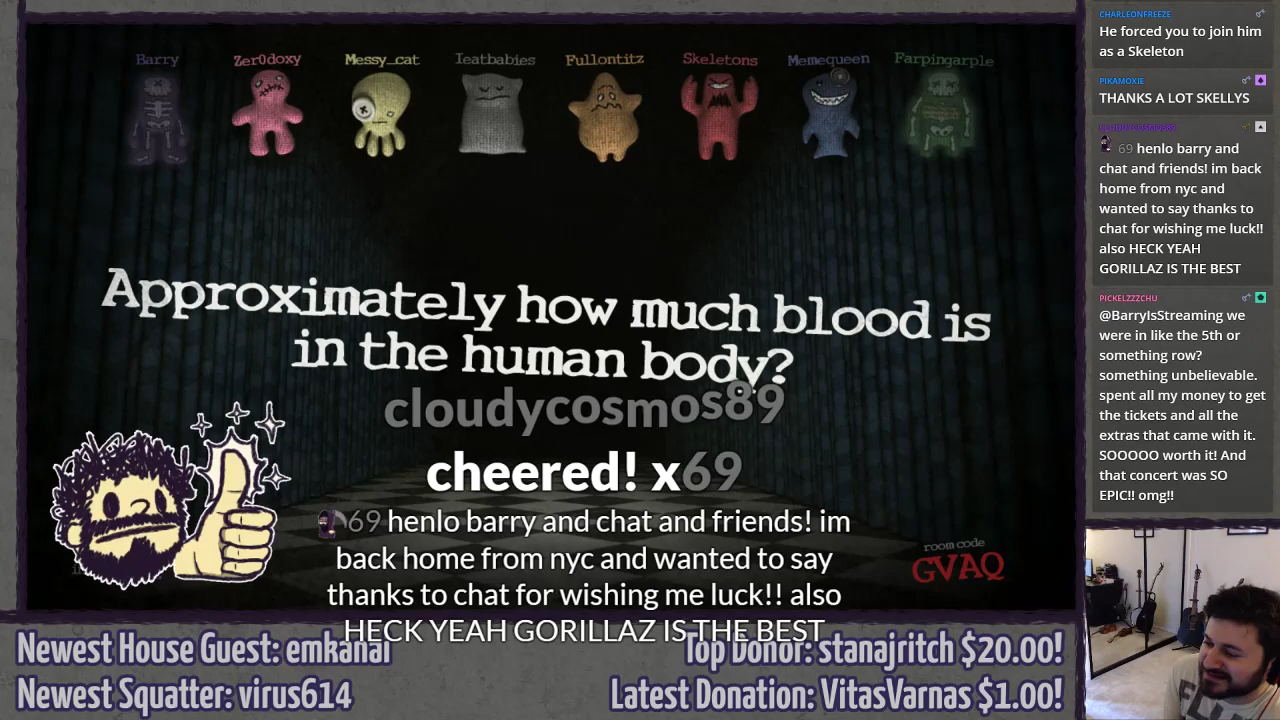 Barry
Zer0doxy
Messy_cat
Ieatbabies
Fullontitz
Skeletons
Memequeen
Farpingarple
Approximately how much blood is
in the human body?
cloudycosmos89
cheered! x69
69 henlo barry and chat and friends! im
back home from nyc and wanted to say
thanks to chat for wishing me luck!! also
HECK YEAH GORILLAZ IS THE BEST
room code
GVAQ
Newest House Guest: emkanai
Newest Squatter: virus614
Top Donor: stanajritch $20.00!
Latest Donation: VitasVarnas $1.00!
CHARLEONFREEZE
He forced you to join him
as a Skeleton
PIKAMOXIE
THANKS A LOT SKELLYS
CLOUDYCOSMOS89
69 henlo barry and
chat and friends! im back
home from nyc and
wanted to say thanks to
chat for wishing me luck!!
also HECK YEAH
GORILLAZ IS THE BEST
PICKELZZZCHU
@BarryIsStreaming we
were in like the 5th or
something row?
something unbelievable.
spent all my money to get
the tickets and all the
extras that came with it.
SOOOOO worth it! And
that concert was SO
EPIC!! omg!!